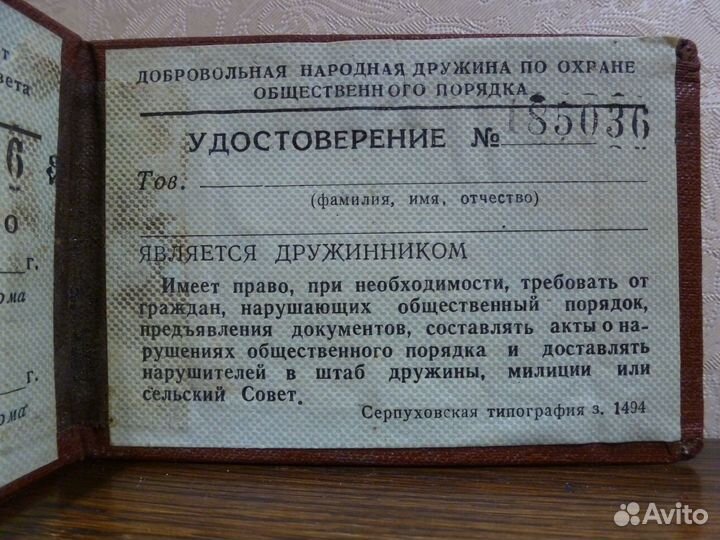 ДОБРОВОЛЬНАЯ НАРОДНАЯ ДРУЖИНА ПО ОХРАНЕ
ОБЩЕСТВЕННОГО ПОРЯДКА
УДОСТОВЕРЕНИЕ № 185036
Тов.
(фамилия, имя, отчество)
ЯВЛЯЕТСЯ ДРУЖИННИКОМ
Имеет право, при необходимости, требовать от
граждан, нарушающих общественный порядок,
предъявления документов, составлять акты о на-
рушениях общественного порядка и доставлять
нарушителей в штаб дружины, милиции или
сельский Совет.
Серпуховская типография з. 1494
6
г.
г.
Avito